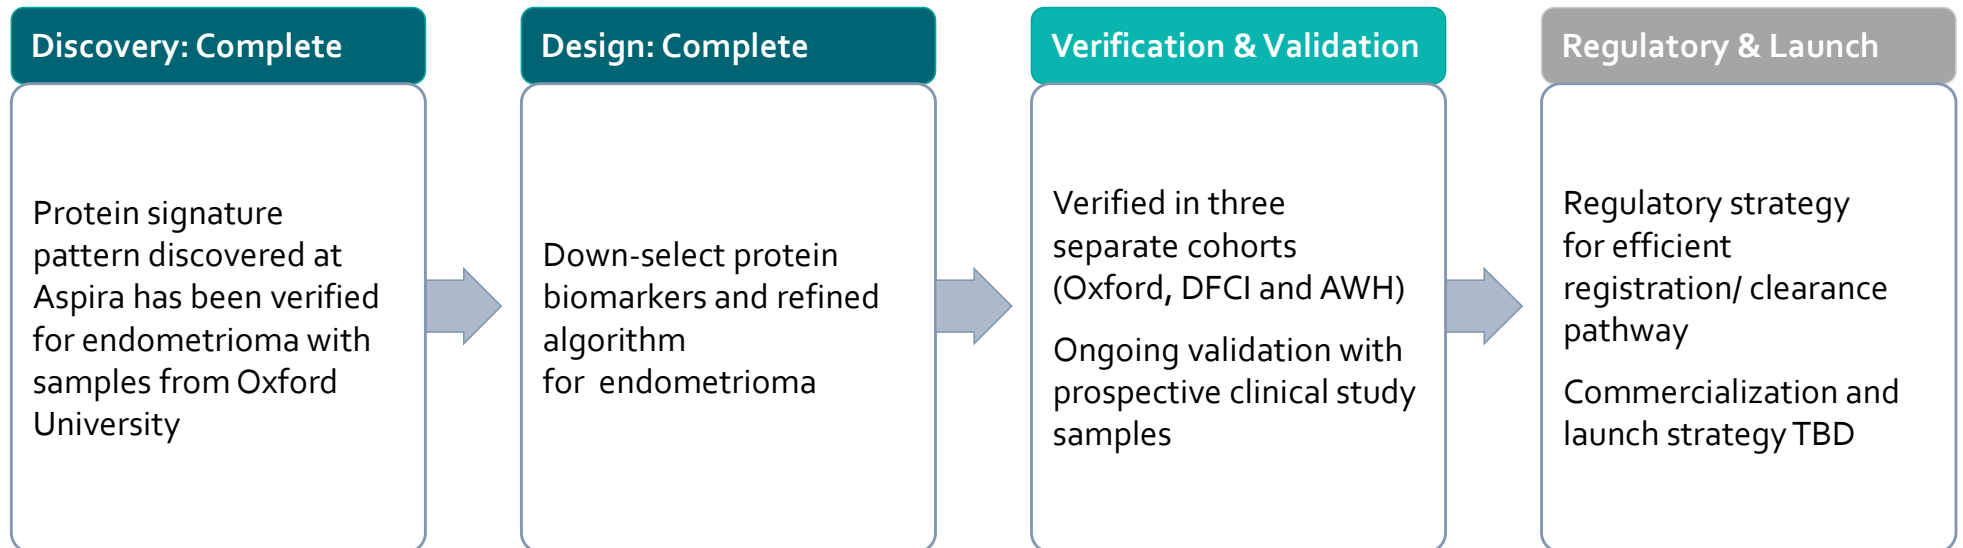 Discovery: Complete
Protein signature
pattern discovered at
Aspira has been verified
for endometrioma with
samples from Oxford
University
Design: Complete
Down-select protein
biomarkers and refined
algorithm
for  endometrioma
Verification & Validation
Verified in three
separate cohorts
(Oxford, DFCI and AWH)
Ongoing validation with
prospective clinical study
samples
Regulatory & Launch
Regulatory strategy
for efficient
registration/ clearance
pathway
Commercialization and
launch strategy TBD